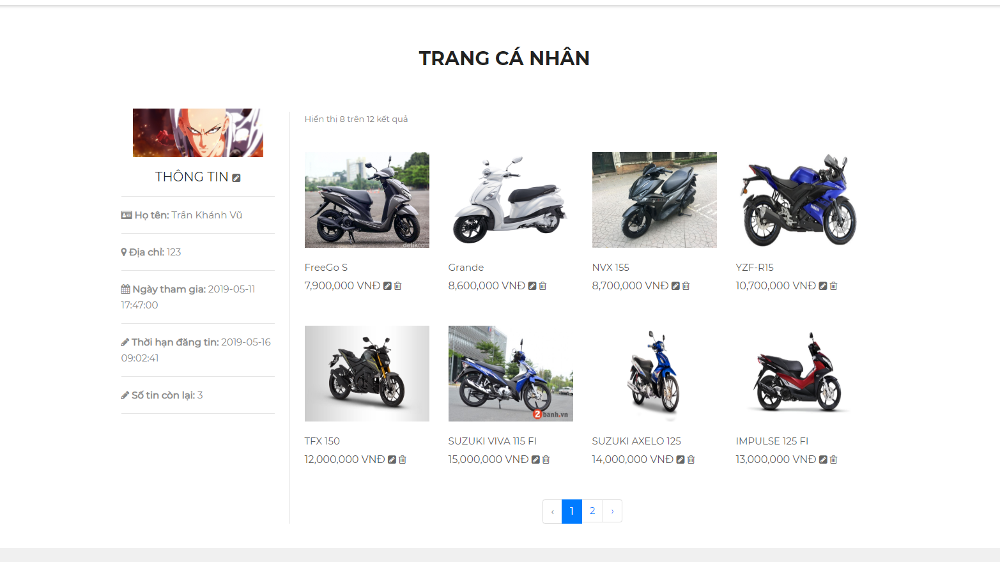 TRANG CÁ NHÂN
THÔNG TIN
Họ tên: Trần Khánh Vũ
Địa chỉ: 123
Ngày tham gia: 2019-05-11
17:47:00
Thời hạn đăng tin: 2019-05-16
09:02:41
Số tin còn lại: 3
Hiển thị 8 trên 12 kết quả
detikcom
FreeGo S
7,900,000 VNĐ
Grande
8,600,000 VNĐ
NVX 155
8,700,000 VNĐ
YAMAHA
YZF-R15
10,700,000 VNĐ
TFX 150
12,000,000 VNĐ
2banh.vn
SUZUKI VIVA 115 FI
15,000,000 VNĐ
SUZUKI AXELO 125
14,000,000 VNĐ
IMPULSE 125 FI
13,000,000 VNĐ
‹ 1 2 ›